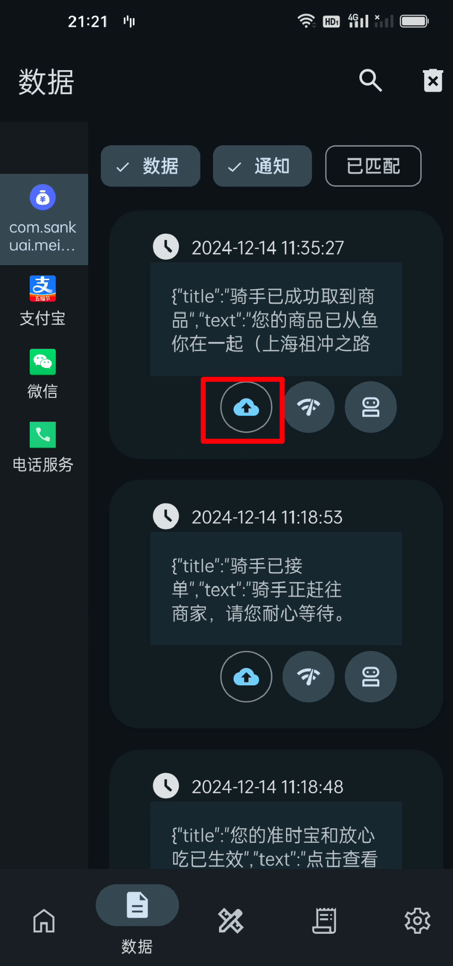 21:21
HD1 4G
数据
数据
通知
已匹配
com.sank
uai.mei...
支付宝
微信
电话服务
2024-12-14 11:35:27
{"title":"骑手已成功取到商
品","text":"您的商品已从鱼
你在一起（上海祖冲之路
2024-12-14 11:18:53
{"title":"骑手已接
单","text":"骑手正赶往
商家，请您耐心等待。
2024-12-14 11:18:48
{"title":"您的准时宝和放心
吃已生效","text":"点击查看
数据